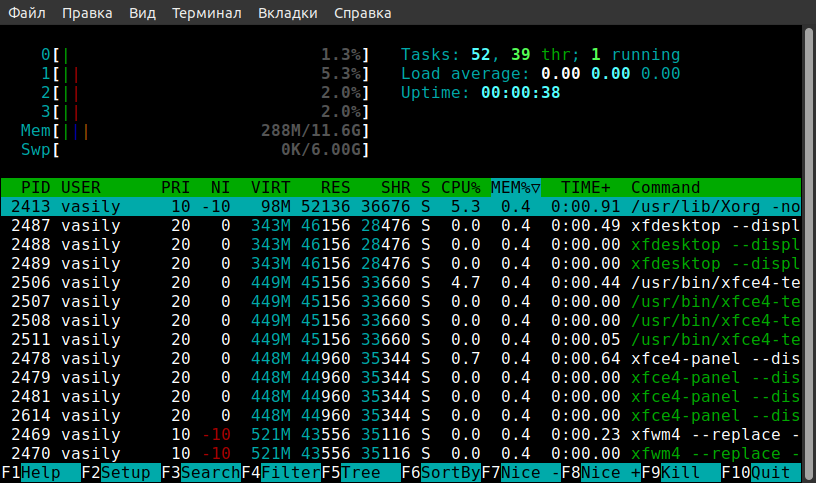 Файл Правка Вид Терминал Вкладки Справка
0[| 1.3%] Tasks: 52, 39 thr; 1 running
1[|| 5.3%] Load average: 0.00 0.00 0.00
2[|| 2.0%] Uptime: 00:00:38
3[|| 2.0%]
Mem[||| 288M/11.6G]
Swp[ 0K/6.00G]
PID USER PRI NI VIRT RES SHR S CPU% MEM%▽ TIME+ Command
2413 vasily 10 -10 98M 52136 36676 S 5.3 0.4 0:00.91 /usr/lib/Xorg -no
2487 vasily 20 0 343M 46156 28476 S 0.0 0.4 0:00.49 xfdesktop --displ
2488 vasily 20 0 343M 46156 28476 S 0.0 0.4 0:00.00 xfdesktop --displ
2489 vasily 20 0 343M 46156 28476 S 0.0 0.4 0:00.00 xfdesktop --displ
2506 vasily 20 0 449M 45156 33660 S 4.7 0.4 0:00.44 /usr/bin/xfce4-te
2507 vasily 20 0 449M 45156 33660 S 0.0 0.4 0:00.00 /usr/bin/xfce4-te
2508 vasily 20 0 449M 45156 33660 S 0.0 0.4 0:00.00 /usr/bin/xfce4-te
2511 vasily 20 0 449M 45156 33660 S 0.0 0.4 0:00.05 /usr/bin/xfce4-te
2478 vasily 20 0 448M 44960 35344 S 0.7 0.4 0:00.64 xfce4-panel --dis
2479 vasily 20 0 448M 44960 35344 S 0.0 0.4 0:00.00 xfce4-panel --dis
2481 vasily 20 0 448M 44960 35344 S 0.0 0.4 0:00.00 xfce4-panel --dis
2614 vasily 20 0 448M 44960 35344 S 0.0 0.4 0:00.00 xfce4-panel --dis
2469 vasily 10 -10 521M 43556 35116 S 0.0 0.4 0:00.23 xfwm4 --replace -
2470 vasily 10 -10 521M 43556 35116 S 0.0 0.4 0:00.00 xfwm4 --replace -
F1Help F2Setup F3SearchF4FilterF5Tree F6SortByF7Nice -F8Nice +F9Kill F10Quit